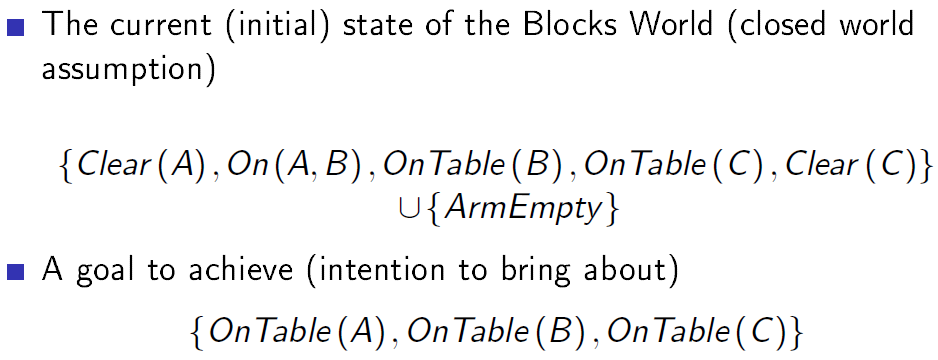 The current (initial) state of the Blocks World (closed world
assumption)
{Clear(A), On(A, B), OnTable(B), OnTable(C), Clear(C)}
∪{ArmEmpty}
A goal to achieve (intention to bring about)
{OnTable(A), OnTable(B), OnTable(C)}